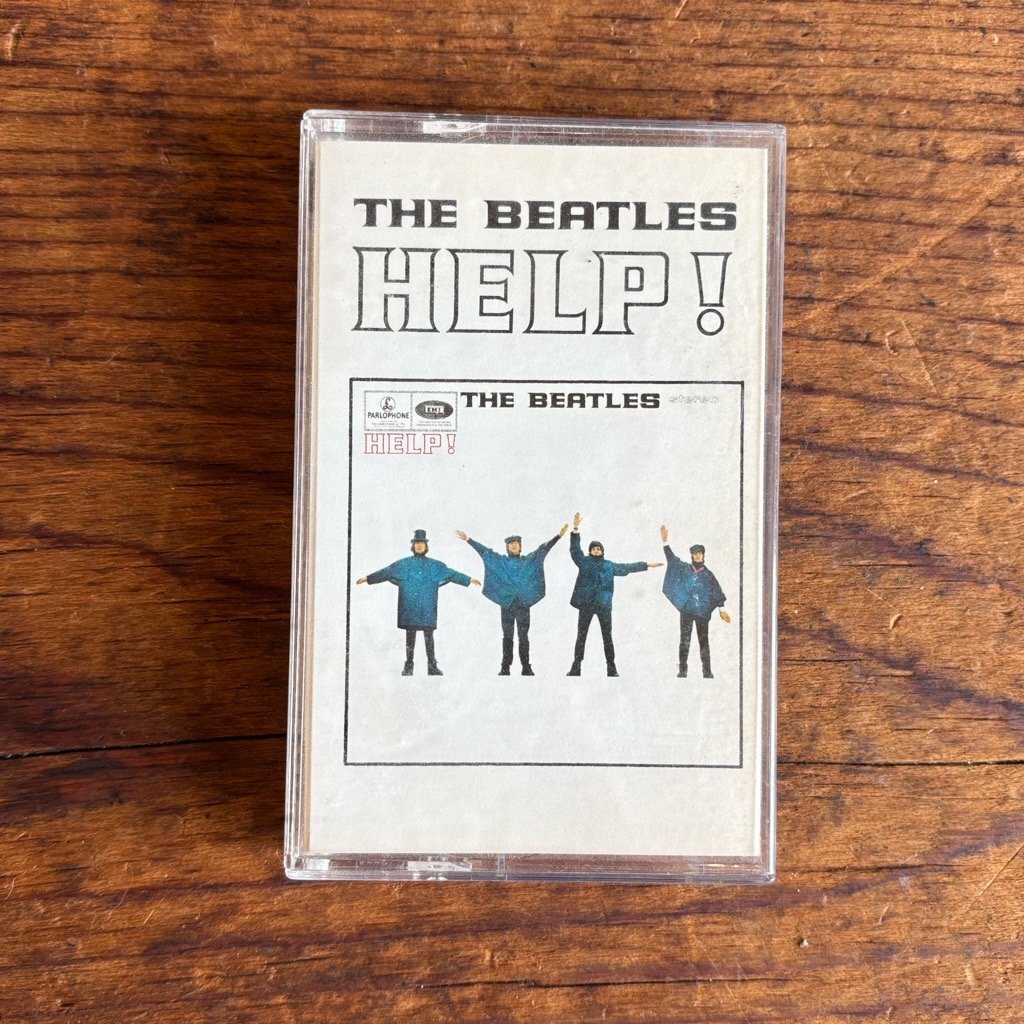 THE BEATLES
HELP!
PARLOPHONE
EMI
THE BEATLES
stereo
HELP!